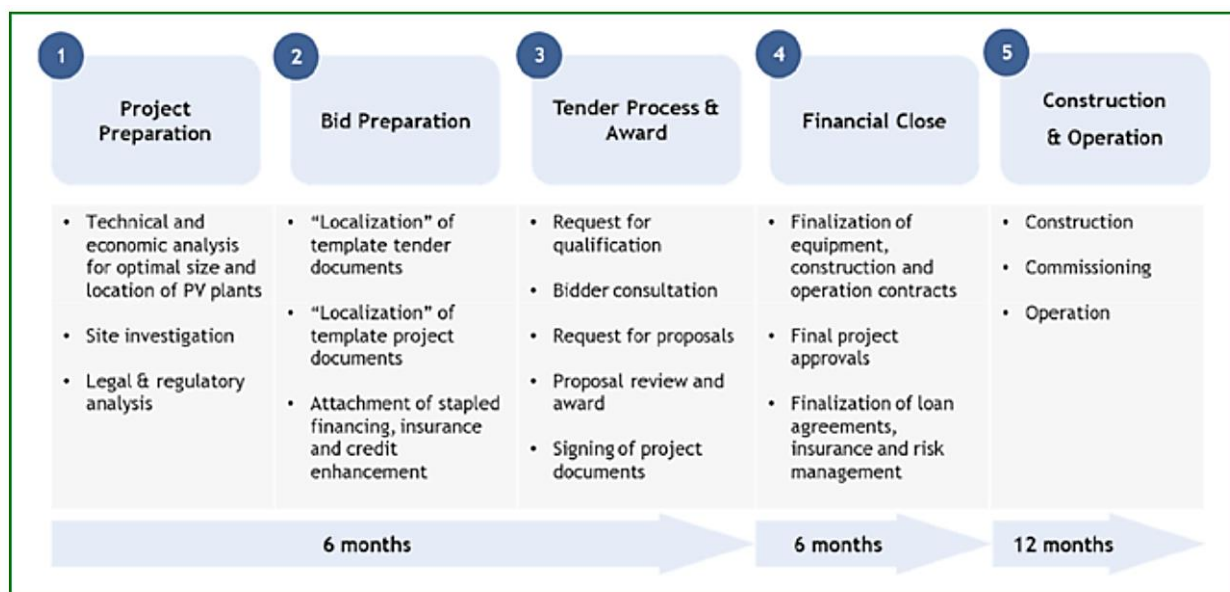 1
Project
Preparation
2
Bid Preparation
3
Tender Process &
Award
4
Financial Close
5
Construction
& Operation
• Technical and
economic analysis
for optimal size and
location of PV plants
• Site investigation
• Legal & regulatory
analysis
• “Localization” of
template tender
documents
• “Localization” of
template project
documents
• Attachment of stapled
financing, insurance
and credit
enhancement
• Request for
qualification
• Bidder consultation
• Request for proposals
• Proposal review and
award
• Signing of project
documents
• Finalization of
equipment,
construction and
operation contracts
• Final project
approvals
• Finalization of loan
agreements,
insurance and risk
management
• Construction
• Commissioning
• Operation
6 months
6 months
12 months